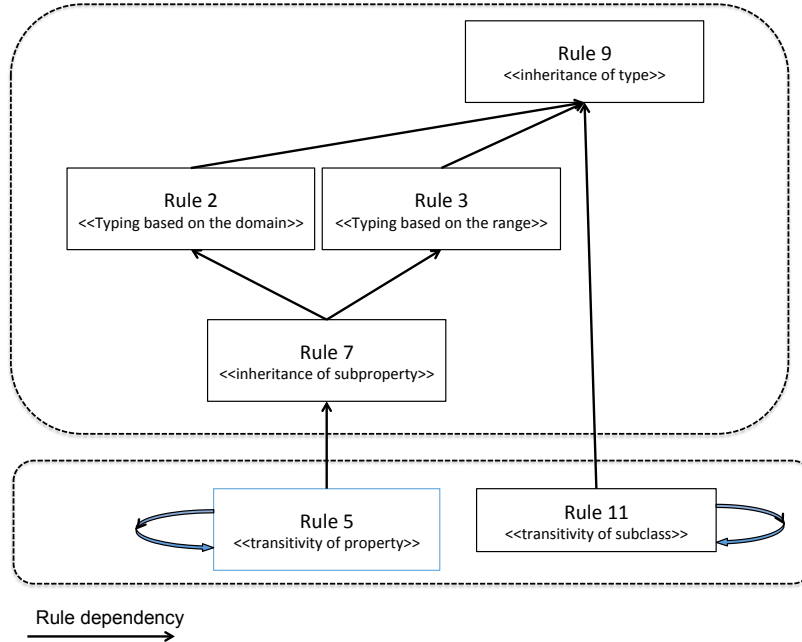 Rule 9
<<inheritance of type>>
Rule 2
<<Typing based on the domain>>
Rule 3
<<Typing based on the range>>
Rule 7
<<inheritance of subproperty>>
Rule 5
<<transitivity of property>>
Rule 11
<<transitivity of subclass>>
Rule dependency